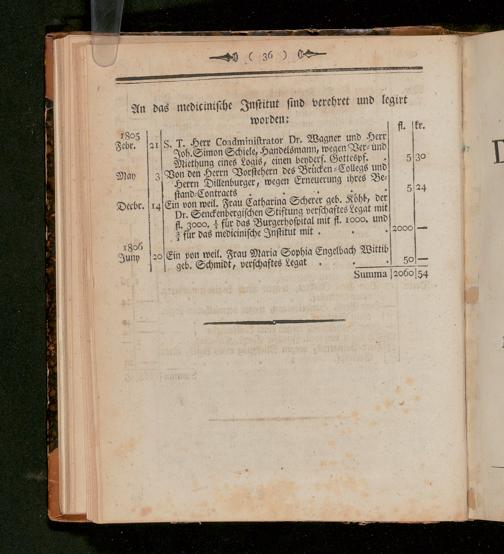 ( 36 )
An das medicinische Institut sind verehret und legirt
worden:
fl. kr.
1805
Febr. 21 S. T. Herr Coadministrator Dr. Wagner und Herr
Joh. Simon Schiele, Handelsmann, wegen Ver- und
Miethung eines Logis, einen beyderf. Gottespf. . 5 30
May 3 Von den Herrn Vorstehern des Brücken-Collegs und
Herrn Dillenburger, wegen Erneuerung ihres Be-
stand-Contracts . . . . 5 24
Decbr. 14 Ein von weil. Frau Catharina Scherer geb. Köhh, der
Dr. Senckenbergischen Stiftung verschaftes Legat mit
fl. 3000. für das Burgerhospital mit fl. 1000. und
für das medicinische Institut mit . . . 2000 —
1806
Juny 20 Ein von weil. Frau Maria Sophia Engelbach Wittib
geb. Schmidt, verschaftes Legat . . . 50 —
Summa 2060 54